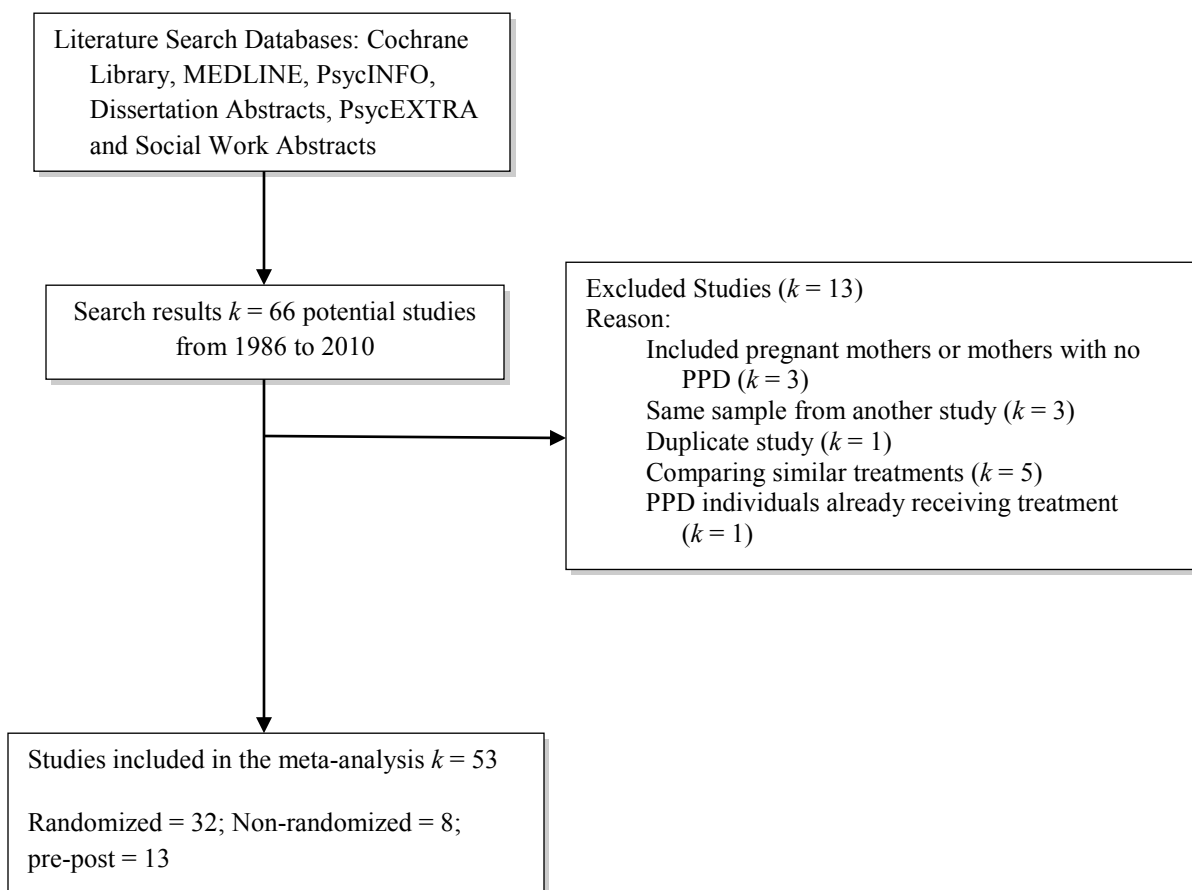 Literature Search Databases: Cochrane
Library, MEDLINE, PsycINFO,
Dissertation Abstracts, PsycEXTRA
and Social Work Abstracts
Search results k = 66 potential studies
from 1986 to 2010
Excluded Studies (k = 13)
Reason:
Included pregnant mothers or mothers with no
PPD (k = 3)
Same sample from another study (k = 3)
Duplicate study (k = 1)
Comparing similar treatments (k = 5)
PPD individuals already receiving treatment
(k = 1)
Studies included in the meta-analysis k = 53
Randomized = 32; Non-randomized = 8;
pre-post = 13